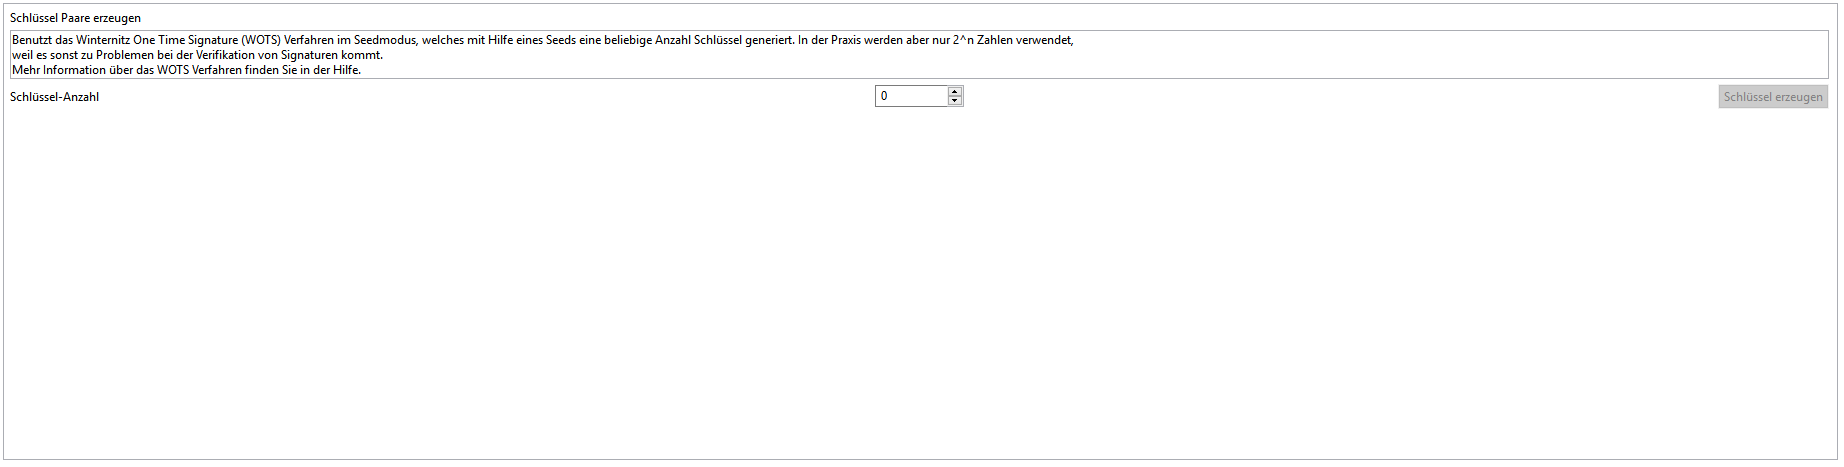 Schlüssel Paare erzeugen
Benutzt das Winternitz One Time Signature (WOTS) Verfahren im Seedmodus, welches mit Hilfe eines Seeds eine beliebige Anzahl Schlüssel generiert. In der Praxis werden aber nur 2^n Zahlen verwendet,
weil es sonst zu Problemen bei der Verifikation von Signaturen kommt.
Mehr Information über das WOTS Verfahren finden Sie in der Hilfe.
Schlüssel-Anzahl 0 Schlüssel erzeugen